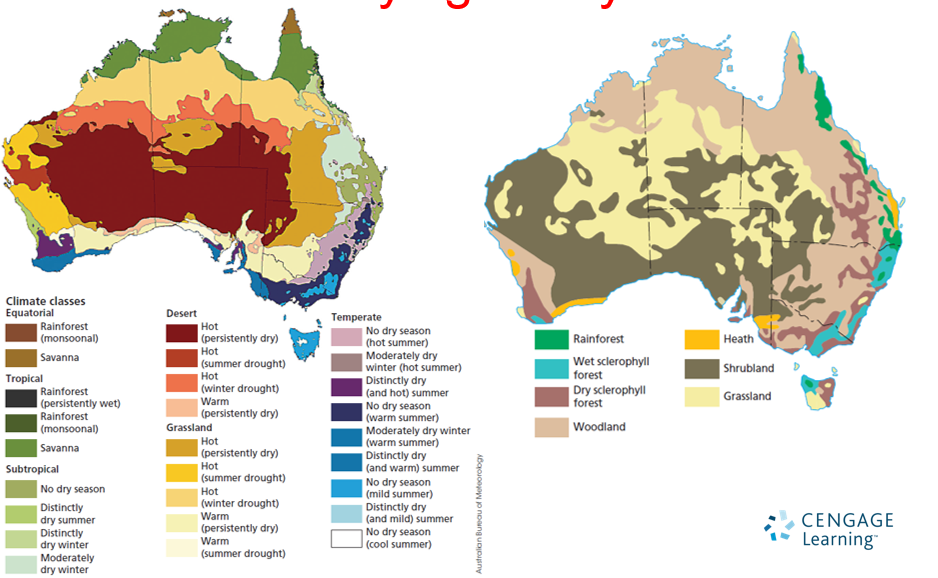 Climate classes
Equatorial
Rainforest
(monsoonal)
Savanna
Tropical
Rainforest
(persistently wet)
Rainforest
(monsoonal)
Savanna
Subtropical
No dry season
Distinctly
dry summer
Distinctly
dry winter
Moderately
dry winter
Desert
Hot
(persistently dry)
Hot
(summer drought)
Hot
(winter drought)
Warm
(persistently dry)
Grassland
Hot
(persistently dry)
Hot
(summer drought)
Hot
(winter drought)
Warm
(persistently dry)
Warm
(summer drought)
Temperate
No dry season
(hot summer)
Moderately dry
winter (hot summer)
Distinctly dry
(and hot) summer
No dry season
(warm summer)
Moderately dry winter
(warm summer)
Distinctly dry
(and warm) summer
No dry season
(mild summer)
Distinctly dry
(and mild) summer
No dry season
(cool summer)
Australian Bureau of Meteorology
Rainforest
Wet sclerophyll
forest
Dry sclerophyll
forest
Woodland
Heath
Shrubland
Grassland
CENGAGE
Learning™